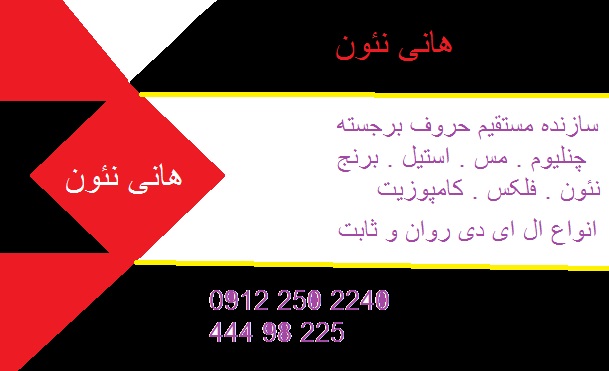 هانی نئون
سازنده مستقیم حروف برجسته
چنلیوم . مس . استیل . برنج
نئون . فلکس . کامپوزیت
انواع ال ای دی روان و ثابت
هانی نئون
0912 250 2240
444 98 225